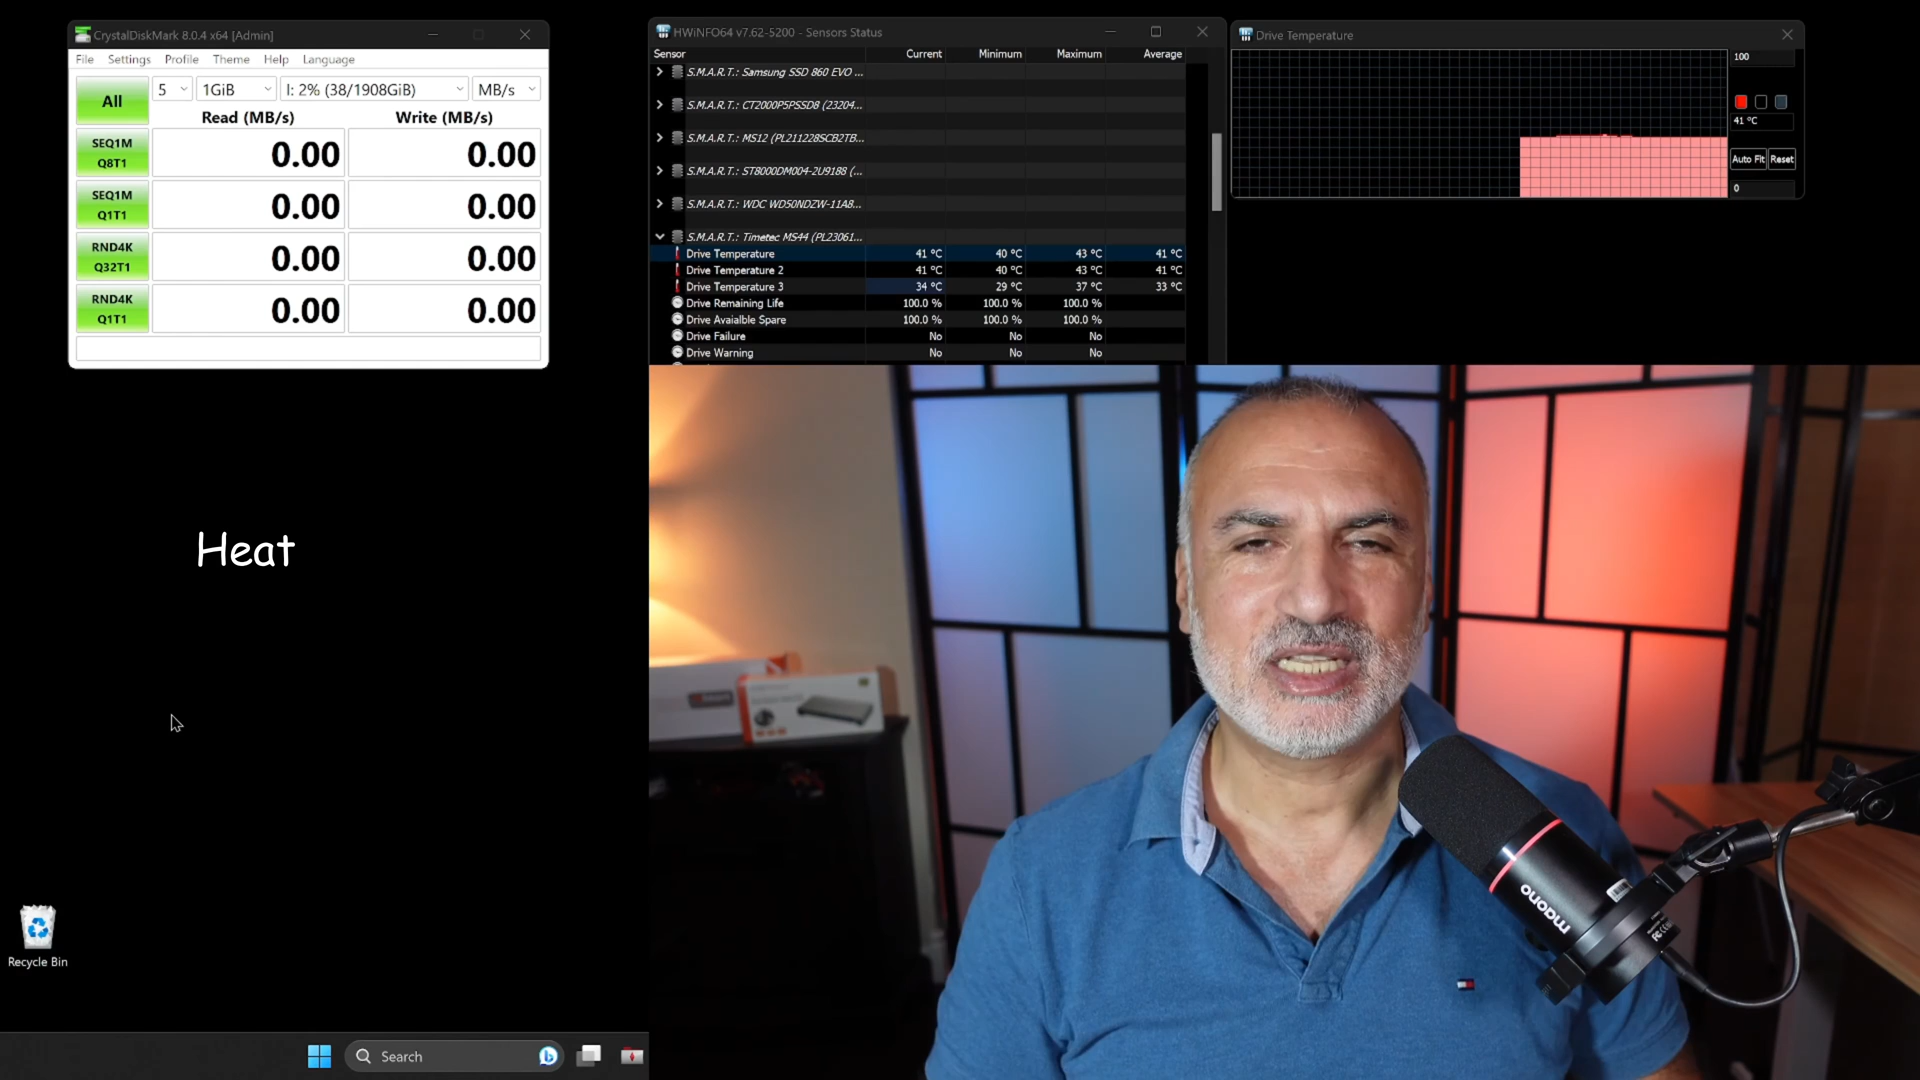 CrystalDiskMark 8.0.4 x64 [Admin]
File Settings Profile Theme Help Language
All 5 1GiB I: 2% (38/1908GiB) MB/s
Read (MB/s) Write (MB/s)
SEQ1M Q8T1 0.00 0.00
SEQ1M Q1T1 0.00 0.00
RND4K Q32T1 0.00 0.00
RND4K Q1T1 0.00 0.00
HWiNFO64 v7.62-5200 - Sensors Status
Sensor Current Minimum Maximum Average
S.M.A.R.T.: Samsung SSD 860 EVO ...
S.M.A.R.T.: CT2000P5PSSD8 (23204...
S.M.A.R.T.: MS12 (PL211228SCB2TB...
S.M.A.R.T.: ST8000DM004-2U9188 (...
S.M.A.R.T.: WDC WD50NDZW-11A8...
S.M.A.R.T.: Timetec MS44 (PL23061...
Drive Temperature 41 °C 40 °C 43 °C 41 °C
Drive Temperature 2 41 °C 40 °C 43 °C 41 °C
Drive Temperature 3 34 °C 29 °C 37 °C 33 °C
Drive Remaining Life 100.0 % 100.0 % 100.0 %
Drive Avaialble Spare 100.0 % 100.0 % 100.0 %
Drive Failure No No No
Drive Warning No No No
Drive Temperature
100
41 °C
Auto Fit Reset
0
Heat
maono
Recycle Bin
Search